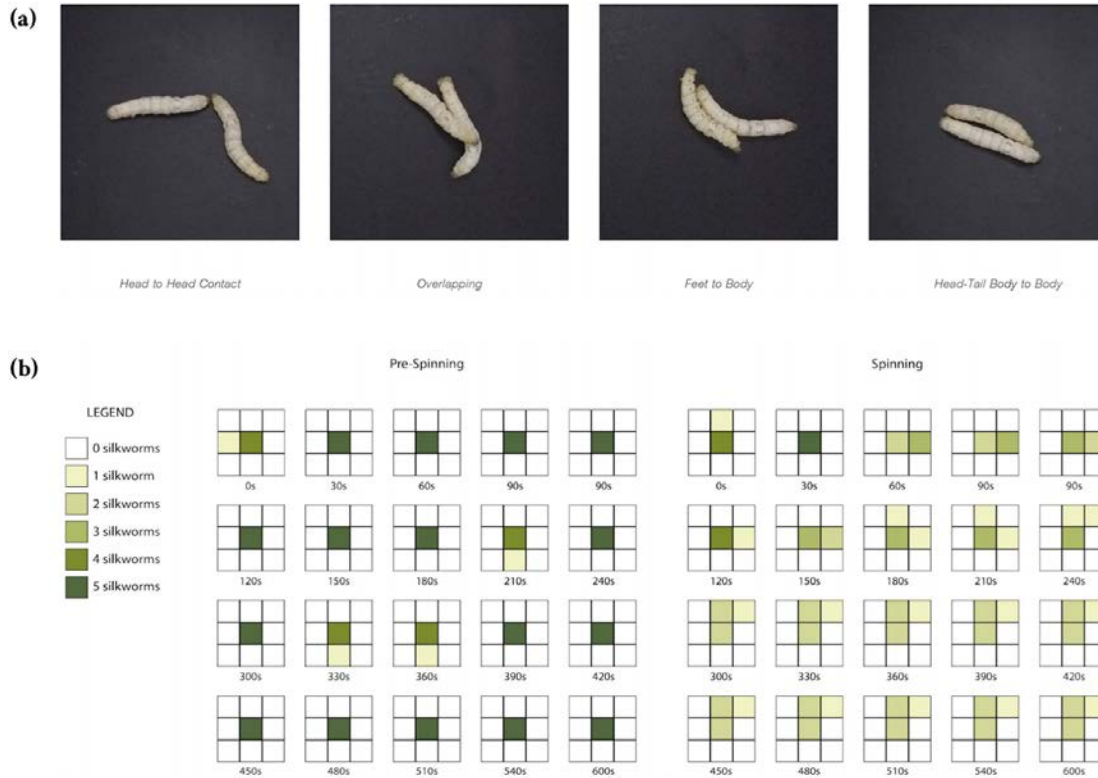 (a)
Head to Head Contact
Overlapping
Feet to Body
Head-Tail Body to Body
(b)
Pre-Spinning
Spinning
LEGEND
0 silkworms
1 silkworm
2 silkworms
3 silkworms
4 silkworms
5 silkworms
0s 30s 60s 90s 90s
120s 150s 180s 210s 240s
300s 330s 360s 390s 420s
450s 480s 510s 540s 600s
0s 30s 60s 90s 90s
120s 150s 180s 210s 240s
300s 330s 360s 390s 420s
450s 480s 510s 540s 600s